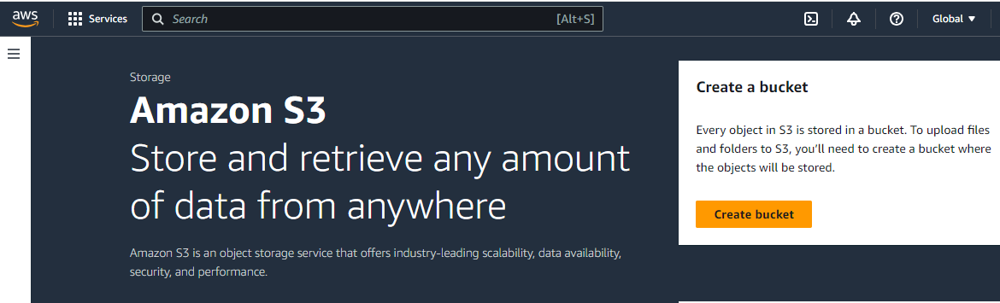 aws
Services
Search
[Alt+S]
Global
Storage
Amazon S3
Store and retrieve any amount
of data from anywhere
Amazon S3 is an object storage service that offers industry-leading scalability, data availability,
security, and performance.
Create a bucket
Every object in S3 is stored in a bucket. To upload files
and folders to S3, you'll need to create a bucket where
the objects will be stored.
Create bucket